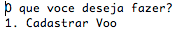 O que voce deseja fazer?
1. Cadastrar Voo